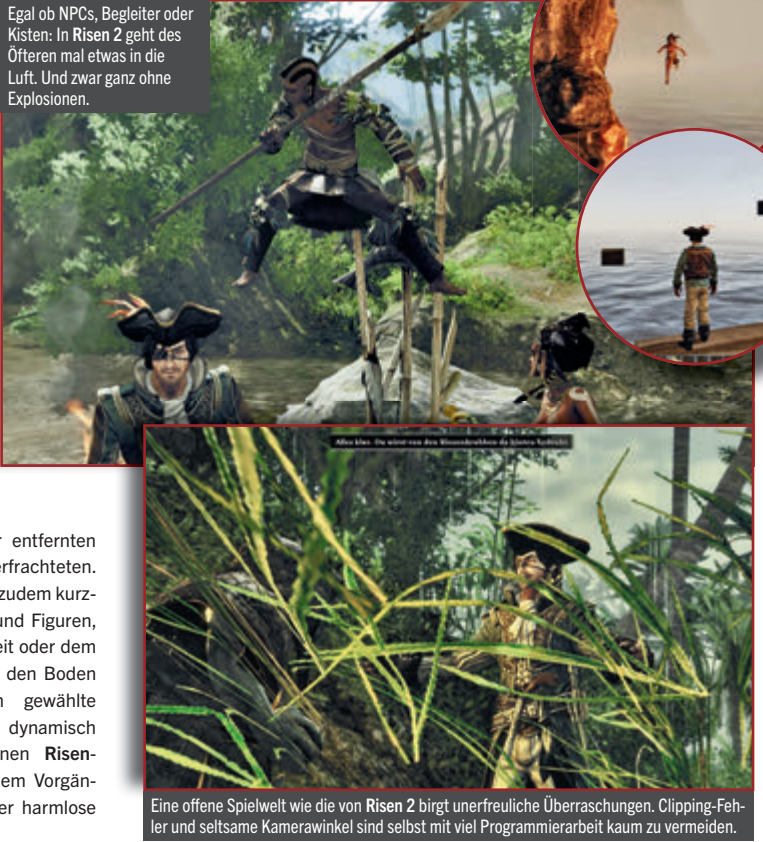 Egal ob NPCs, Begleiter oder
Kisten: In Risen 2 geht des
Öfteren mal etwas in die
Luft. Und zwar ganz ohne
Explosionen.
entfernten
erfrachteten.
zudem kurz-
und Figuren,
eit oder dem
den Boden
gewählte
dynamisch
nen Risen-
em Vorgän-
er harmlose
Eine offene Spielwelt wie die von Risen 2 birgt unerfreuliche Überraschungen. Clipping-Feh-
ler und seltsame Kamerawinkel sind selbst mit viel Programmierarbeit kaum zu vermeiden.